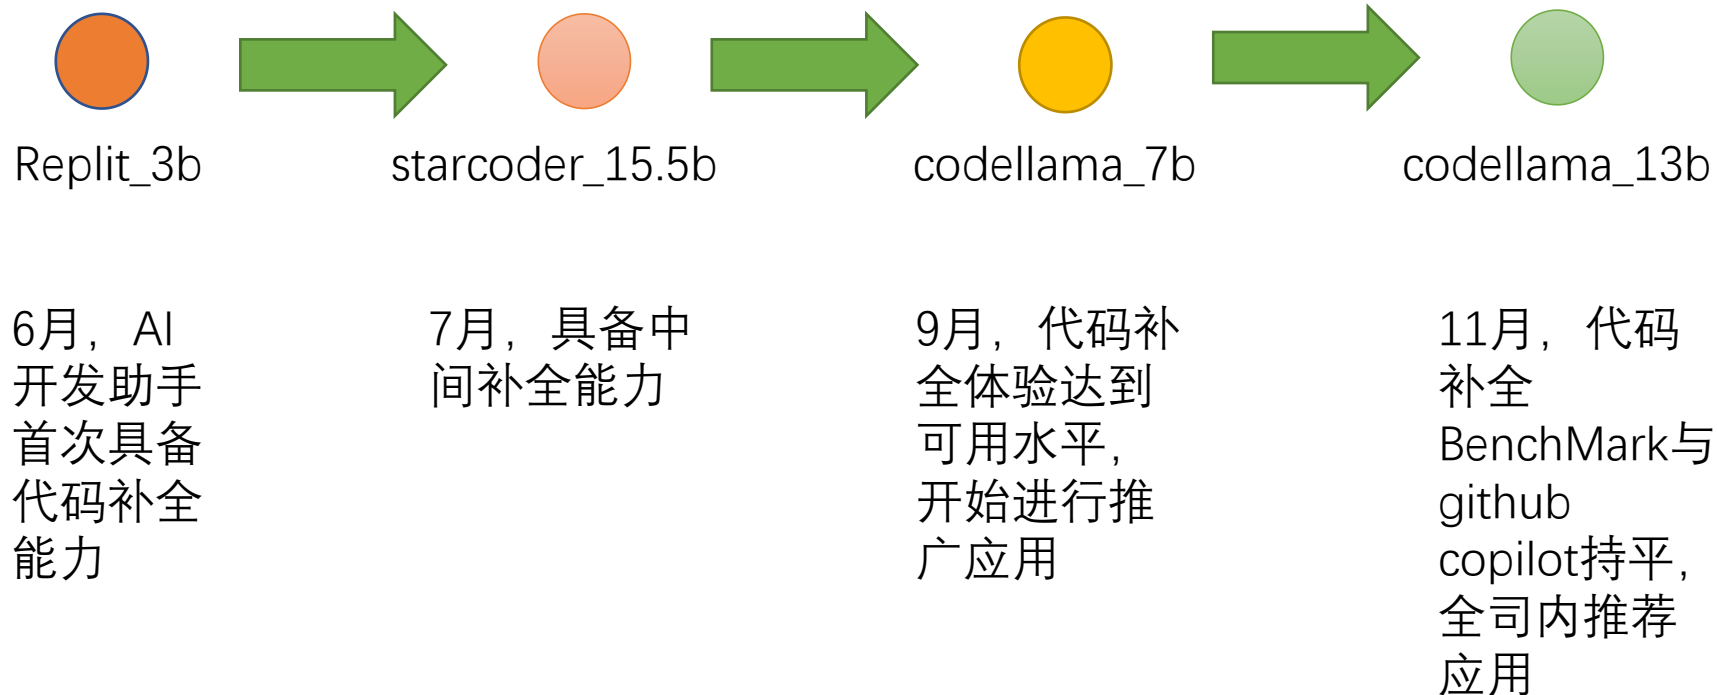 Replit_3b
starcoder_15.5b
codellama_7b
codellama_13b
6月，AI
开发助手
首次具备
代码补全
能力
7月，具备中
间补全能力
9月，代码补
全体验达到
可用水平，
开始进行推
广应用
11月，代码
补全
BenchMark与
github
copilot持平，
全司内推荐
应用